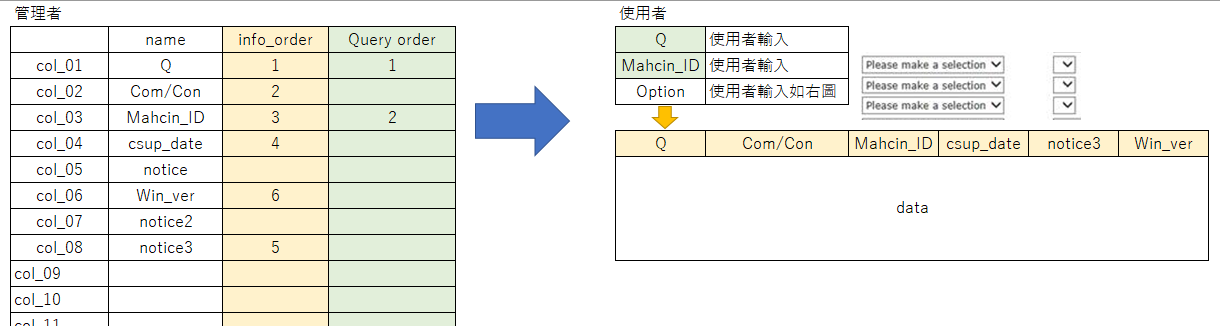 管理者
name info_order Query order
col_01 Q 1 1
col_02 Com/Con 2
col_03 Mahcin_ID 3 2
col_04 csup_date 4
col_05 notice
col_06 Win_ver 6
col_07 notice2
col_08 notice3 5
col_09
col_10
col_11
使用者
Q 使用者輸入
Mahcin_ID 使用者輸入
Option 使用者輸入如右圖
Please make a selection
Please make a selection
Please make a selection
Q Com/Con Mahcin_ID csup_date notice3 Win_ver
data